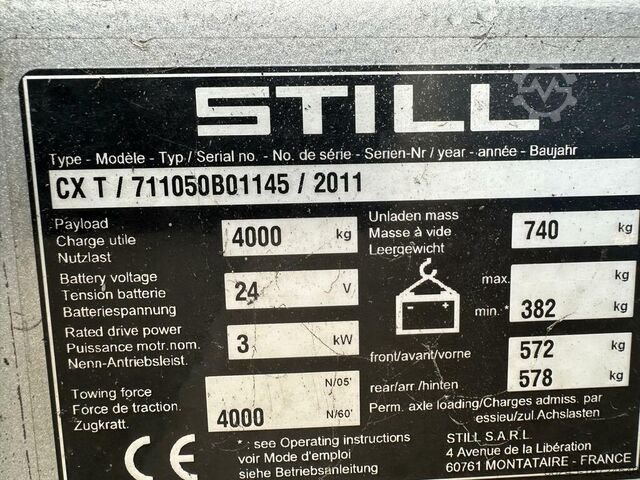 STILL
Type - Modèle - Typ / Serial no. - No. de série - Serien-Nr / year - année - Baujahr
CX T / 711050B01145 / 2011
Payload
Charge utile
Nutzlast
4000 kg
Unladen mass
Masse à vide
Leergewicht
740 kg
Battery voltage
Tension batterie
Batteriespannung
24 V
max. kg
min. * 382 kg
Rated drive power
Puissance motr.nom.
Nenn-Antriebsleist.
3 kW
front/avant/vorne 572 kg
rear/arr /hinten 578 kg
Towing force
Force de traction.
Zugkraft.
N/05'
4000 N/60'
Perm. axle loading/Charges admiss. par
essieu/zul.Achslasten
CE
* : see Operating instructions
voir Mode d'emploi
siehe Betriebsanleitung
STILL S.A.R.L
4 Avenue de la Libération
60761 MONTATAIRE - FRANCE